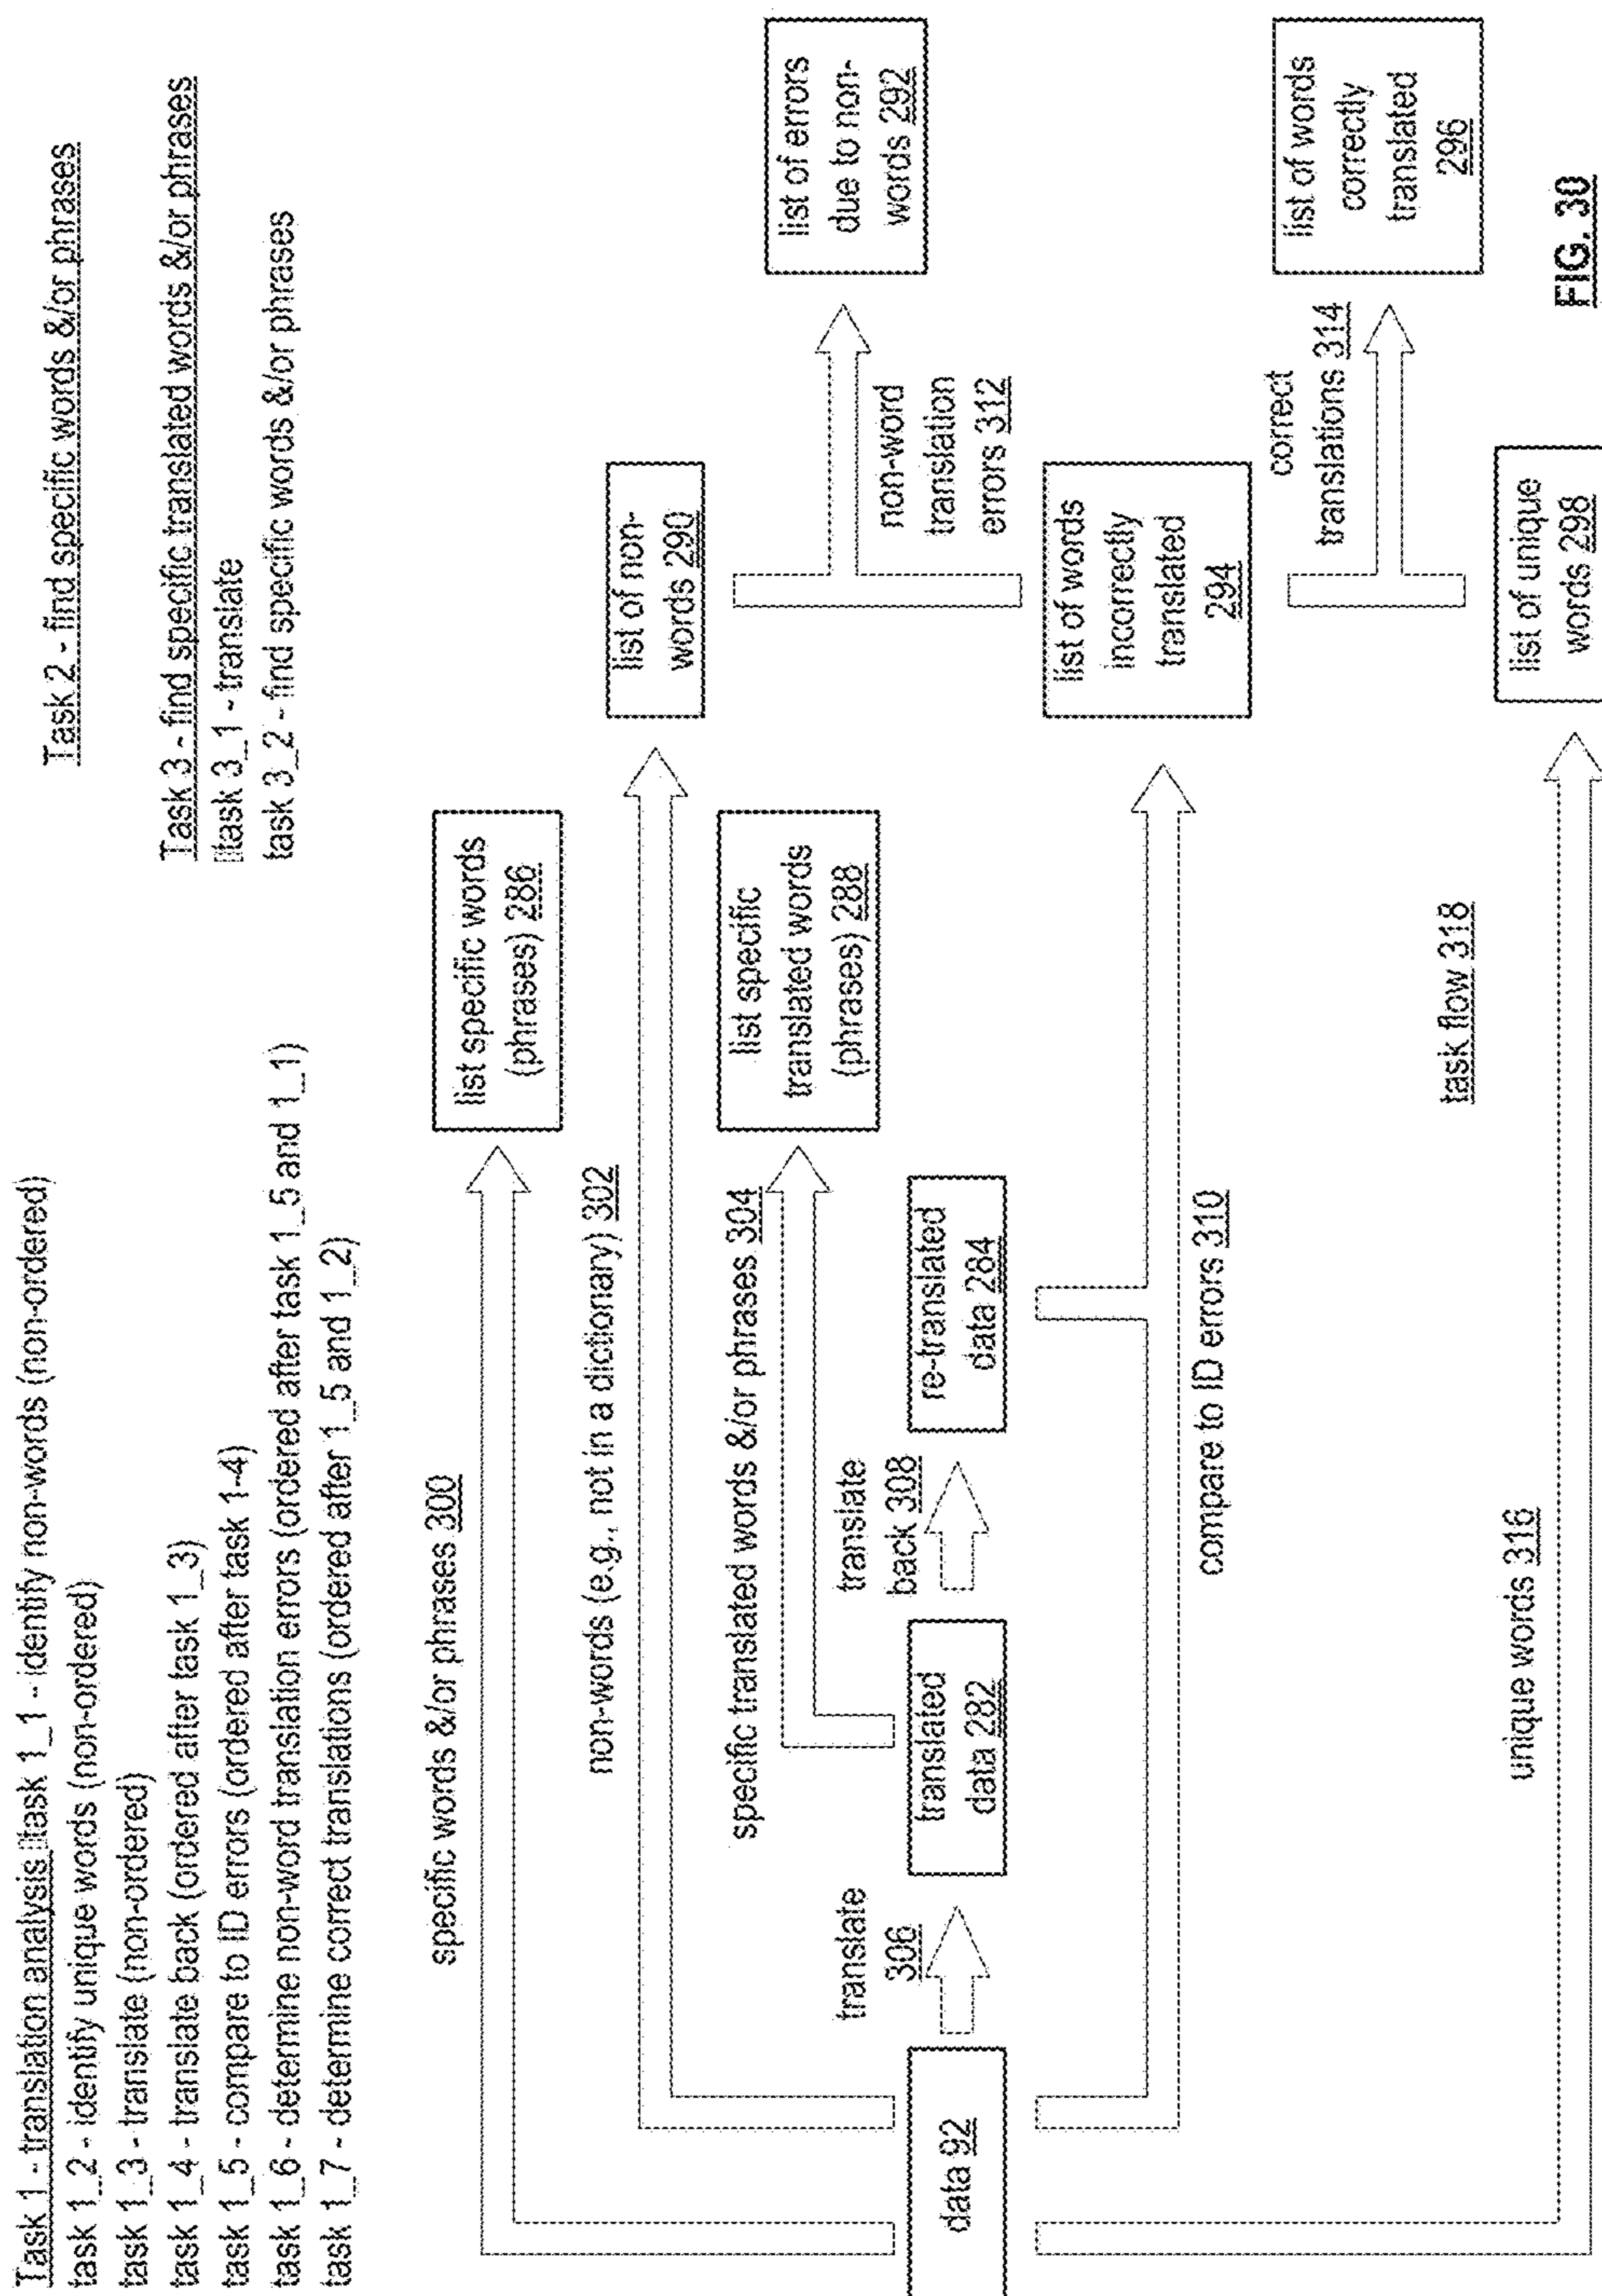 Task 1 - translation analysis task 1_1 - identify non-words (non-ordered)
task 1_2 - identify unique words (non-ordered)
task 1_3 - translate (non-ordered)
task 1_4 - translate back (ordered after task 1_3)
task 1_5 - compare to ID errors (ordered after task 1-4)
task 1_6 - determine non-word translation errors (ordered after task 1_5 and 1_1)
task 1_7 - determine correct translations (ordered after 1_5 and 1_2)
Task 2 - find specific words &/or phrases
Task 3 - find specific translated words &/or phrases
task 3_1 - translate
task 3_2 - find specific words &/or phrases
specific words &/or phrases 300
list specific words
(phrases) 286
non-words (e.g., not in a dictionary) 302
list of non-
words 290
specific translated words &/or phrases 304
list specific
translated words
(phrases) 288
list of errors
due to non-
words 292
non-word
translation
errors 312
data 92
translate
306
translated
data 282
translate
back 308
re-translated
data 284
compare to ID errors 310
list of words
incorrectly
translated
294
correct
translations 314
list of words
correctly
translated
296
task flow 318
unique words 316
list of unique
words 298
FIG. 30